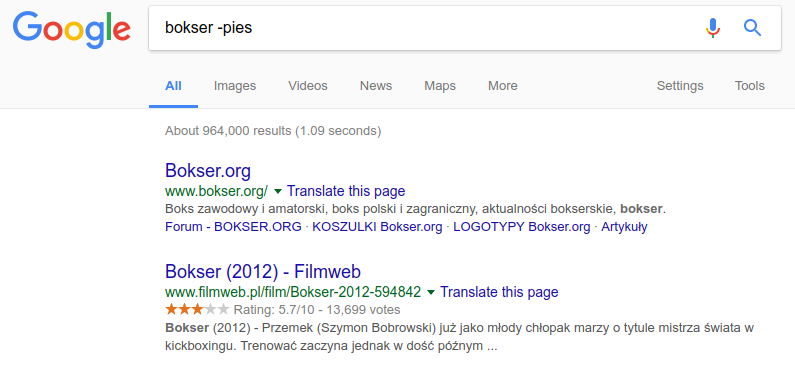 Google
bokser -pies
All Images Videos News Maps More Settings Tools
About 964,000 results (1.09 seconds)
Bokser.org
www.bokser.org/ Translate this page
Boks zawodowy i amatorski, boks polski i zagraniczny, aktualności bokserskie, bokser.
Forum - BOKSER.ORG · KOSZULKI Bokser.org · LOGOTYPY Bokser.org · Artykuły
Bokser (2012) - Filmweb
www.filmweb.pl/film/Bokser-2012-594842 Translate this page
Rating: 5.7/10 - 13,699 votes
Bokser (2012) - Przemek (Szymon Bobrowski) już jako młody chłopak marzy o tytule mistrza świata w
kickboxingu. Trenować zaczyna jednak w dość późnym ...